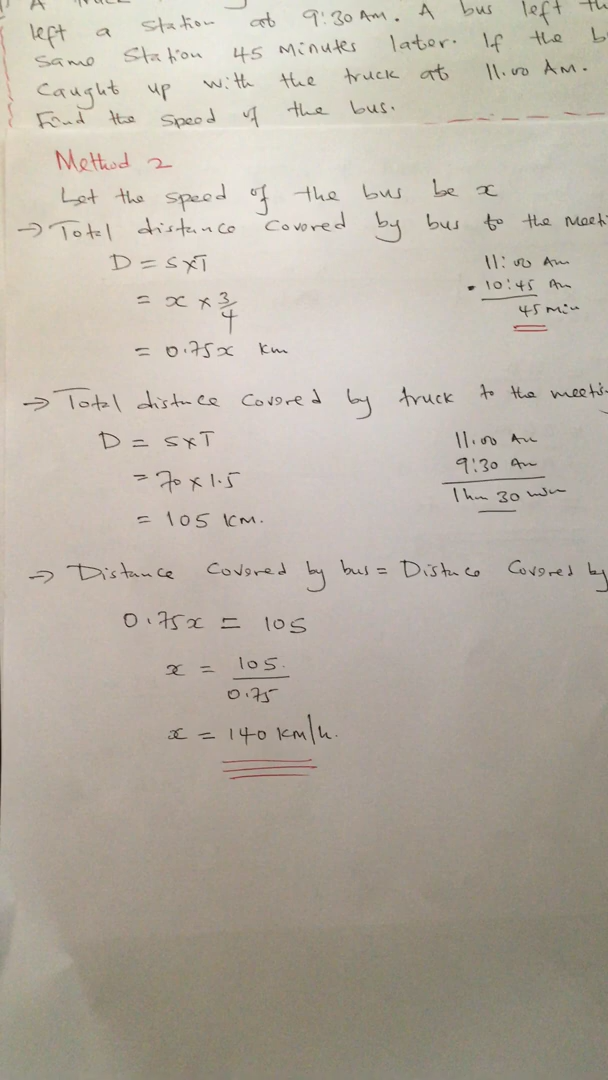 A Truck
left a station at 9:30 Am. A bus left the
same station 45 Minutes later. If the b
caught up with the truck at 11.00 AM.
Find the speed of the bus.
Method 2
Let the speed of the bus be x
→ Total distance covered by bus to the meeti
D = S×T
11:00 Am
= x × 3/4
10:45 Am
45 Min
= 0.75x Km
→ Total distnce covered by truck to the meeti
D = S×T
11.00 Am
= 70 × 1.5
9:30 Am
1hr 30 min
= 105 KM.
→ Distance covered by bus = Distnce covered by
0.75x = 105
x = 105/0.75
x = 140 KM/h.